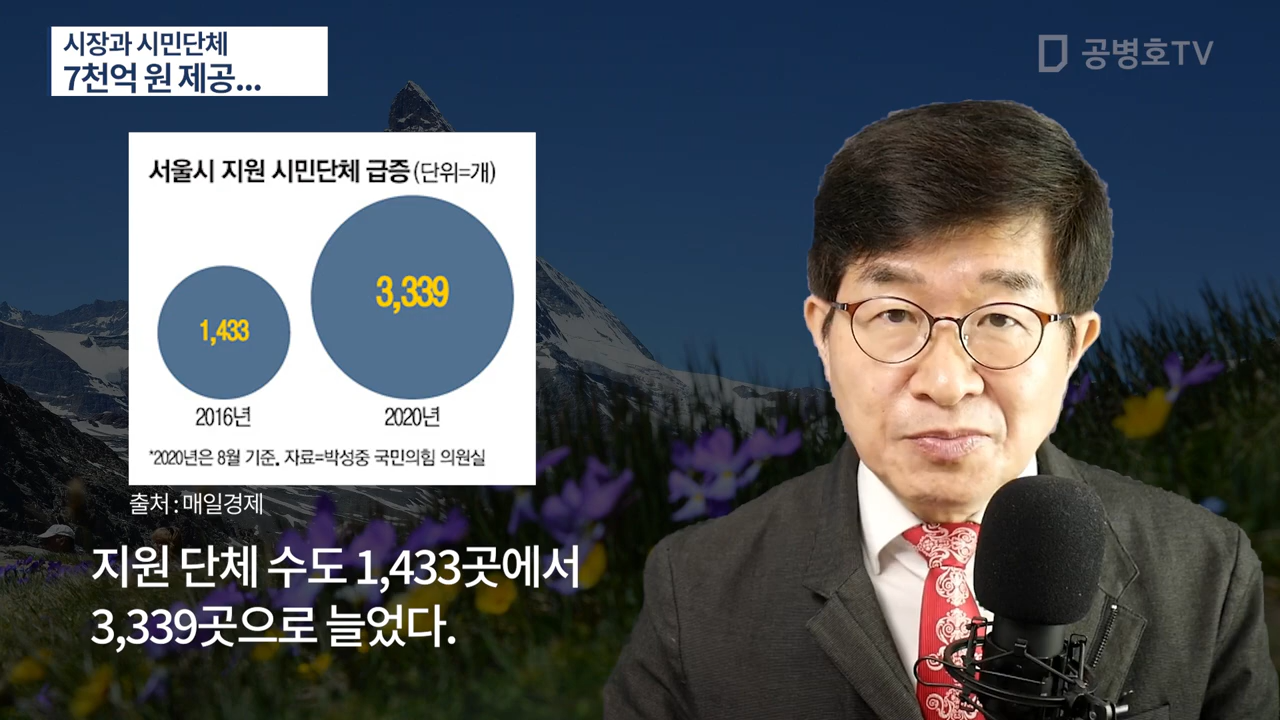 시장과 시민단체
7천억 원 제공...
공병호TV
서울시 지원 시민단체 급증 (단위=개)
1,433
3,339
2016년
2020년
*2020년은 8월 기준. 자료=박성중 국민의힘 의원실
출처 : 매일경제
지원 단체 수도 1,433곳에서
3,339곳으로 늘었다.